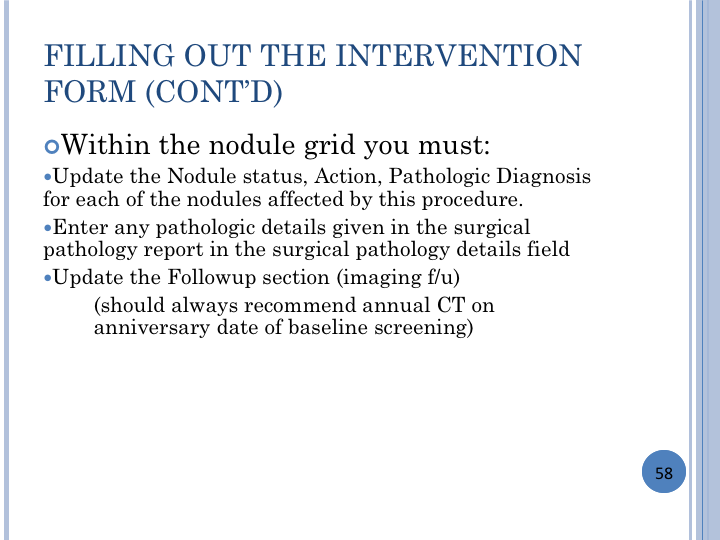 FILLING OUT THE INTERVENTION
FORM (CONT’D)
Within the nodule grid you must:
•Update the Nodule status, Action, Pathologic Diagnosis
for each of the nodules affected by this procedure.
•Enter any pathologic details given in the surgical
pathology report in the surgical pathology details field
•Update the Followup section (imaging f/u)
(should always recommend annual CT on
anniversary date of baseline screening)
58